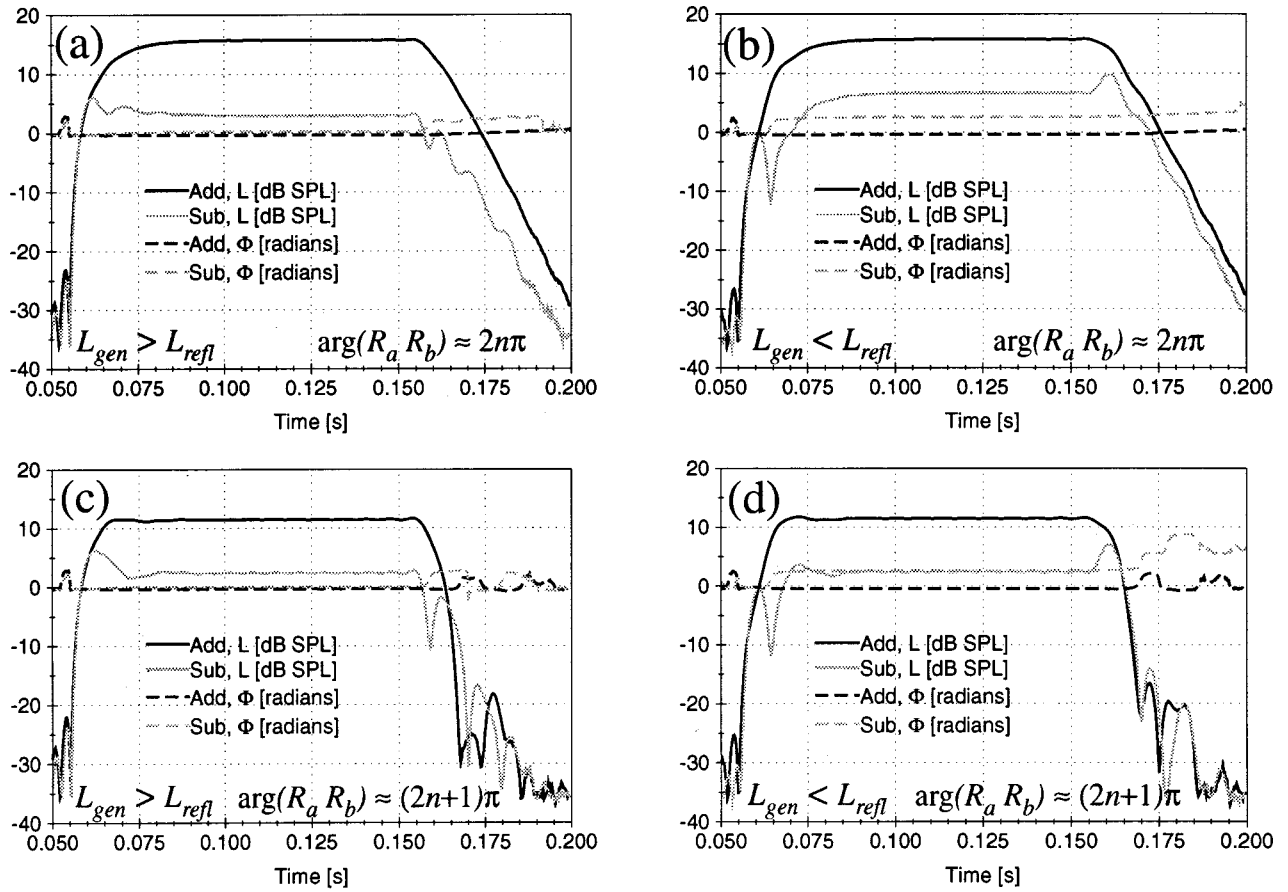 (a)
20
10
0
-10
-20
-30
-40
Add, L [dB SPL]
Sub, L [dB SPL]
Add, Φ [radians]
Sub, Φ [radians]
L_gen > L_refl arg(R_a R_b) ≈ 2nπ
0.050 0.075 0.100 0.125 0.150 0.175 0.200
Time [s]
(b)
20
10
0
-10
-20
-30
-40
Add, L [dB SPL]
Sub, L [dB SPL]
Add, Φ [radians]
Sub, Φ [radians]
L_gen < L_refl arg(R_a R_b) ≈ 2nπ
0.050 0.075 0.100 0.125 0.150 0.175 0.200
Time [s]
(c)
20
10
0
-10
-20
-30
-40
Add, L [dB SPL]
Sub, L [dB SPL]
Add, Φ [radians]
Sub, Φ [radians]
L_gen > L_refl arg(R_a R_b) ≈ (2n+1)π
0.050 0.075 0.100 0.125 0.150 0.175 0.200
Time [s]
(d)
20
10
0
-10
-20
-30
-40
Add, L [dB SPL]
Sub, L [dB SPL]
Add, Φ [radians]
Sub, Φ [radians]
L_gen < L_refl arg(R_a R_b) ≈ (2n+1)π
0.050 0.075 0.100 0.125 0.150 0.175 0.200
Time [s]